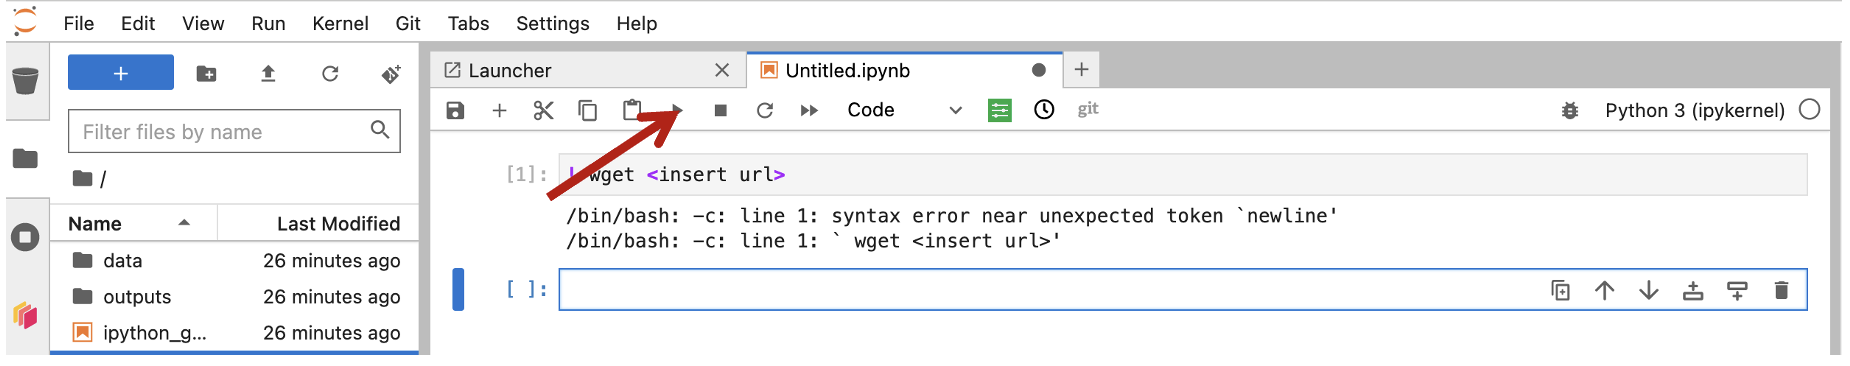 File Edit View Run Kernel Git Tabs Settings Help
+
Filter files by name
/
Name Last Modified
data 26 minutes ago
outputs 26 minutes ago
ipython_g... 26 minutes ago
Launcher Untitled.ipynb +
Code git Python 3 (ipykernel)
[1]: ! wget <insert url>
/bin/bash: -c: line 1: syntax error near unexpected token `newline'
/bin/bash: -c: line 1: ` wget <insert url>'
[ ]: